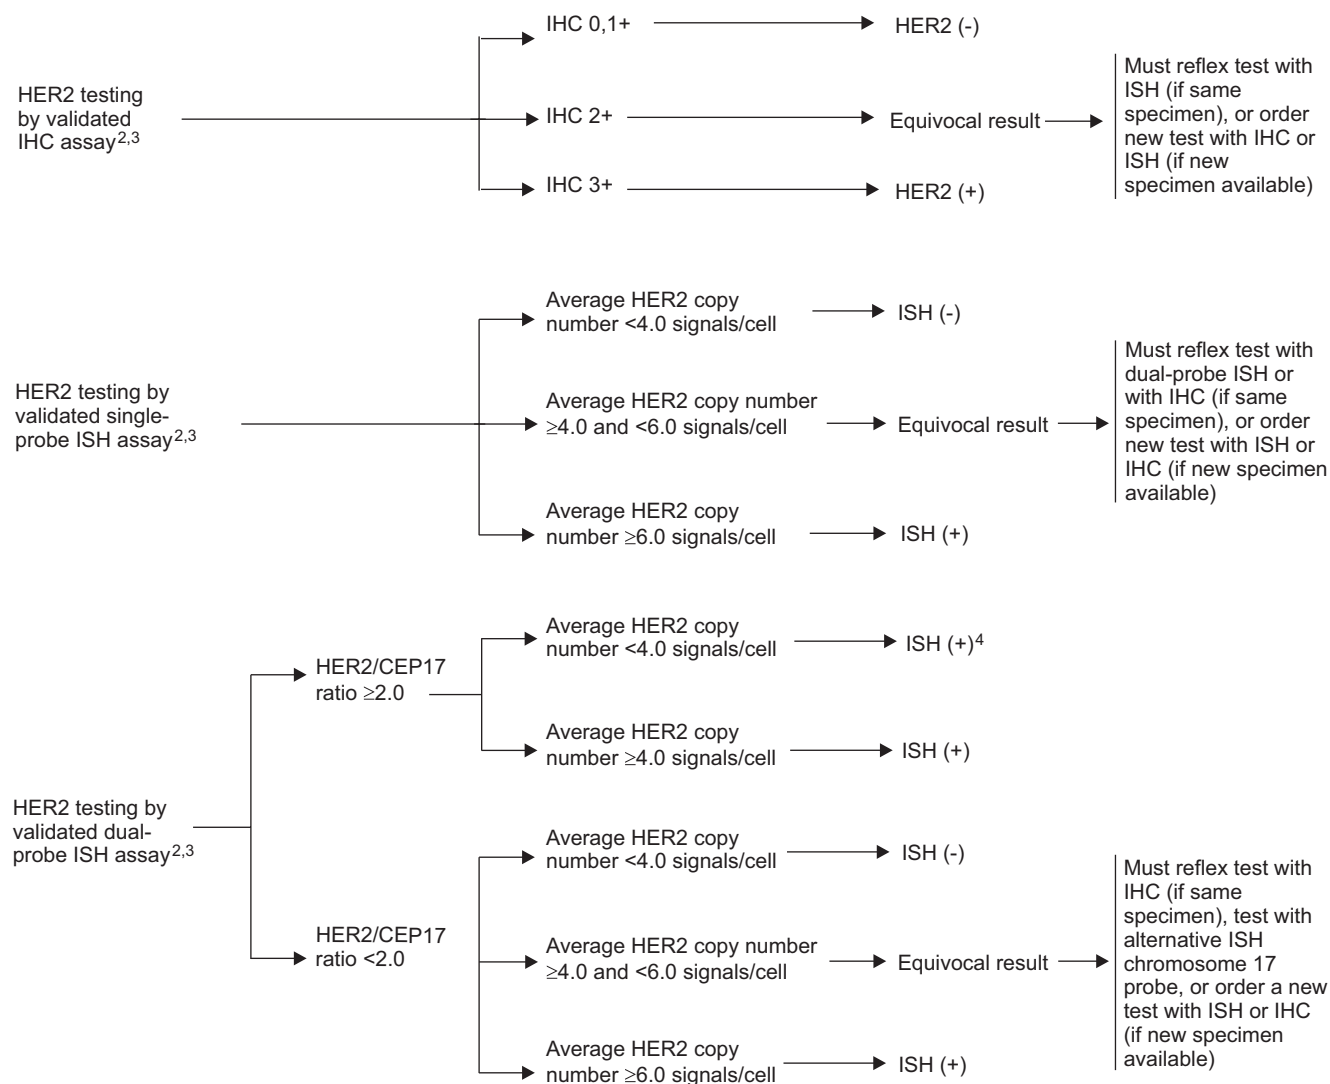 HER2 testing
by validated
IHC assay2,3
IHC 0,1+
HER2 (-)
IHC 2+
Equivocal result
IHC 3+
HER2 (+)
Must reflex test with
ISH (if same
specimen), or order
new test with IHC or
ISH (if new
specimen available)
HER2 testing by
validated single-
probe ISH assay2,3
Average HER2 copy
number <4.0 signals/cell
ISH (-)
Average HER2 copy number
≥4.0 and <6.0 signals/cell
Equivocal result
Average HER2 copy
number ≥6.0 signals/cell
ISH (+)
Must reflex test with
dual-probe ISH or
with IHC (if same
specimen), or order
new test with ISH or
IHC (if new specimen
available)
HER2 testing by
validated dual-
probe ISH assay2,3
HER2/CEP17
ratio ≥2.0
Average HER2 copy
number <4.0 signals/cell
ISH (+)4
Average HER2 copy
number ≥4.0 signals/cell
ISH (+)
HER2/CEP17
ratio <2.0
Average HER2 copy
number <4.0 signals/cell
ISH (-)
Average HER2 copy number
≥4.0 and <6.0 signals/cell
Equivocal result
Average HER2 copy
number ≥6.0 signals/cell
ISH (+)
Must reflex test with
IHC (if same
specimen), test with
alternative ISH
chromosome 17
probe, or order a new
test with ISH or IHC
(if new specimen
available)